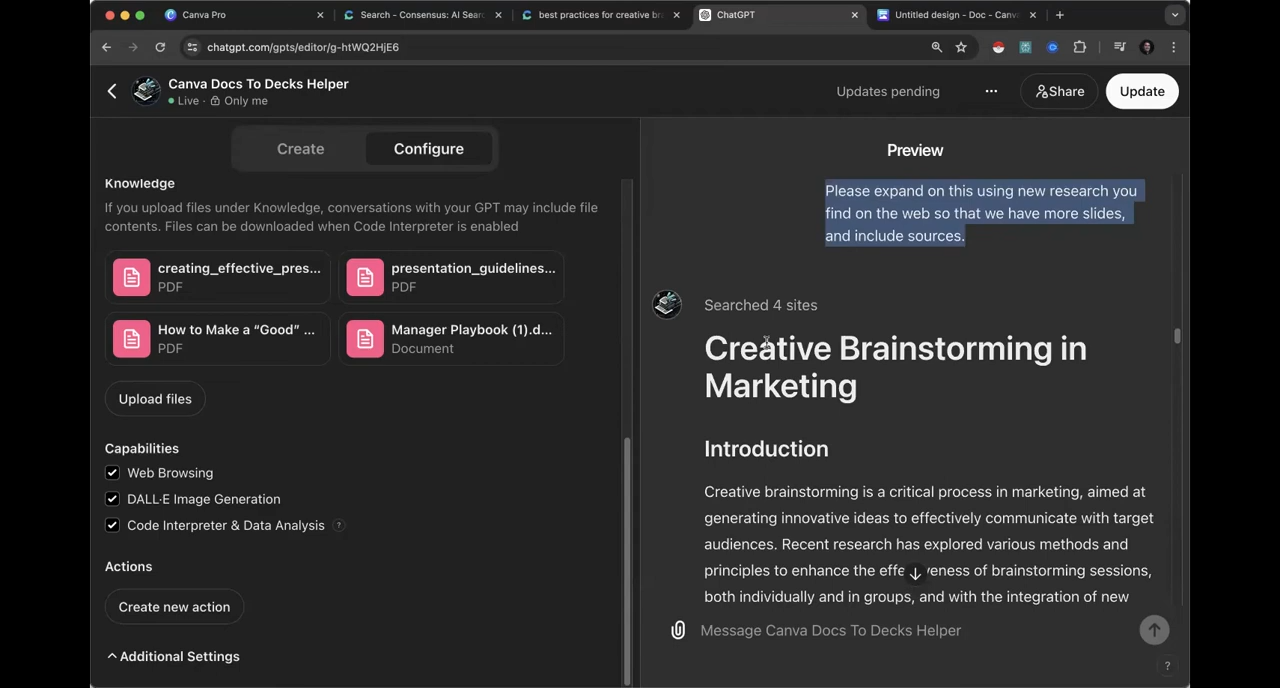 Canva Pro
Search - Consensus: AI Sear
best practices for creative br
ChatGPT
Untitled design - Doc - Canva
chatgpt.com/gpts/editor/g-htWQ2HjE6
Canva Docs To Decks Helper
Live · Only me
Updates pending
Share
Update
Create
Configure
Knowledge
If you upload files under Knowledge, conversations with your GPT may include file
contents. Files can be downloaded when Code Interpreter is enabled
creating_effective_pres...
PDF
presentation_guidelines...
PDF
How to Make a “Good” ...
PDF
Manager Playbook (1).d...
Document
Upload files
Capabilities
Web Browsing
DALL·E Image Generation
Code Interpreter & Data Analysis ?
Actions
Create new action
Additional Settings
Preview
Please expand on this using new research you
find on the web so that we have more slides,
and include sources.
Searched 4 sites
Creative Brainstorming in
Marketing
Introduction
Creative brainstorming is a critical process in marketing, aimed at
generating innovative ideas to effectively communicate with target
audiences. Recent research has explored various methods and
principles to enhance the effe veness of brainstorming sessions,
both individually and in groups, and with the integration of new
Message Canva Docs To Decks Helper
?